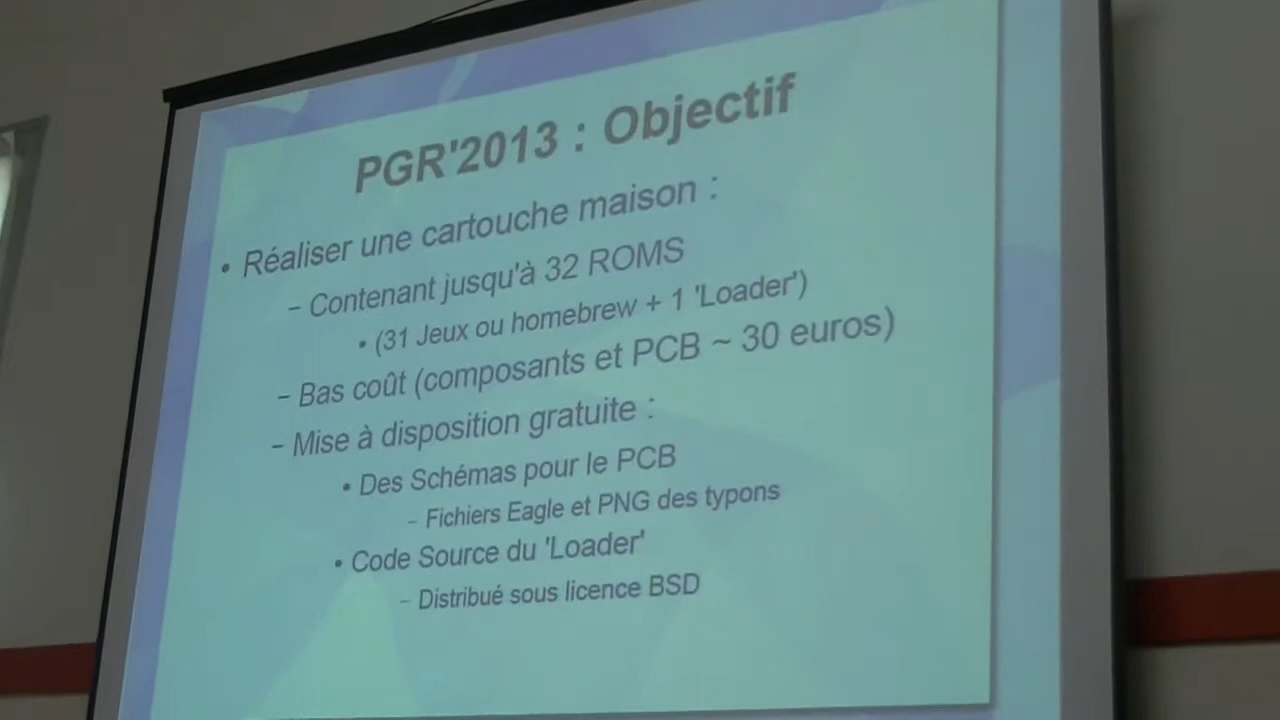 PGR'2013 : Objectif
• Réaliser une cartouche maison :
– Contenant jusqu'à 32 ROMS
• (31 Jeux ou homebrew + 1 'Loader')
– Bas coût (composants et PCB ~ 30 euros)
– Mise à disposition gratuite :
• Des Schémas pour le PCB
– Fichiers Eagle et PNG des typons
• Code Source du 'Loader'
– Distribué sous licence BSD